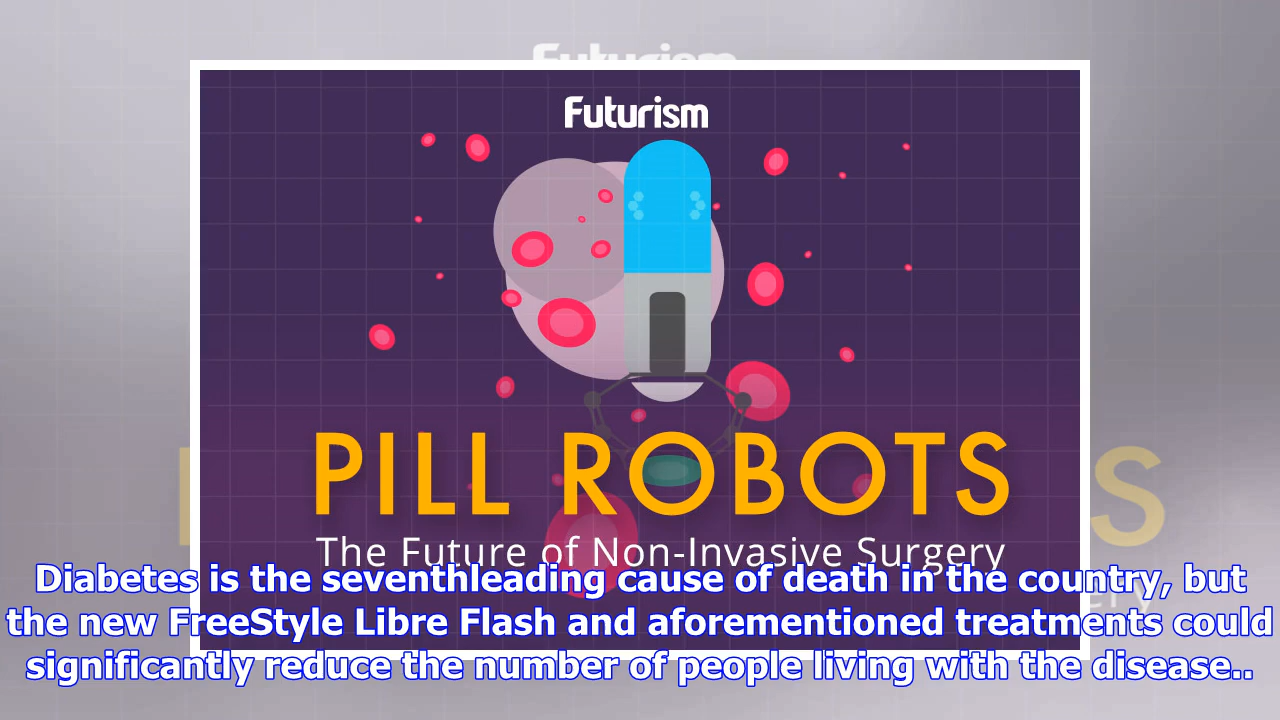 Futurism
Futurism
PILL ROBOTS
The Future of Non-Invasive Surgery
Diabetes is the seventhleading cause of death in the country, but
the new FreeStyle Libre Flash and aforementioned treatments could
significantly reduce the number of people living with the disease..